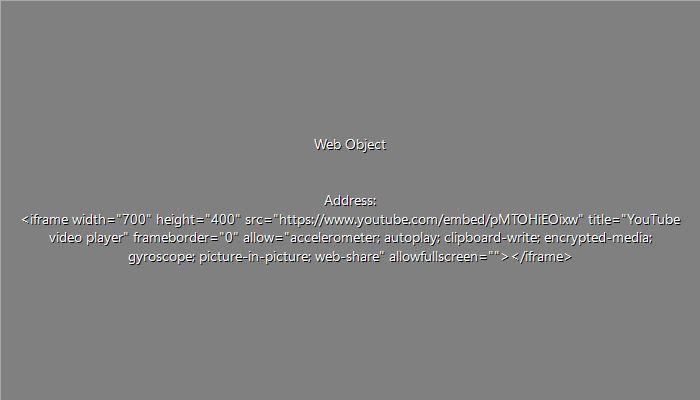 Web Object
Address:
<iframe width="700" height="400" src="https://www.youtube.com/embed/pMTOHiEOixw" title="YouTube
video player" frameborder="0" allow="accelerometer; autoplay; clipboard-write; encrypted-media;
gyroscope; picture-in-picture; web-share" allowfullscreen=""></iframe>